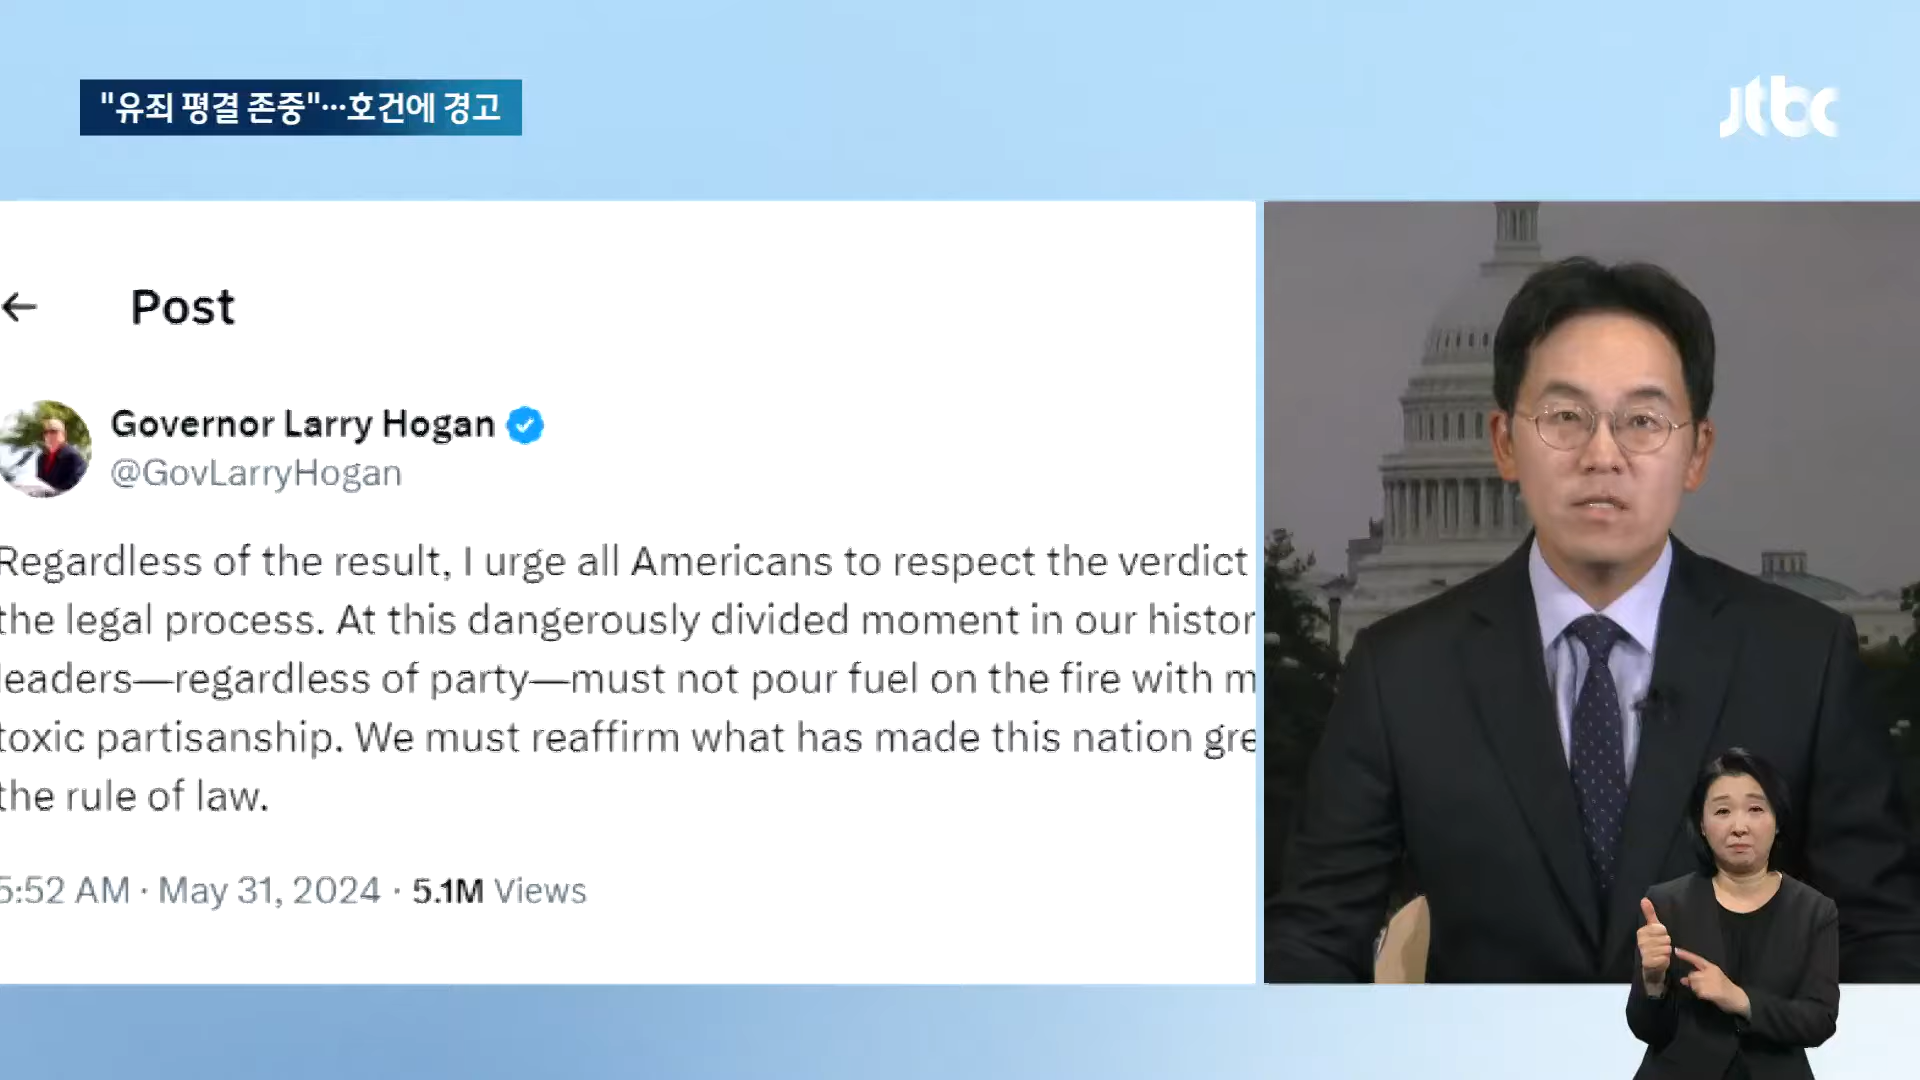 "유죄 평결 존중"…호건에 경고
jtbc
← Post
Governor Larry Hogan
@GovLarryHogan
Regardless of the result, I urge all Americans to respect the verdict
the legal process. At this dangerously divided moment in our histor
leaders—regardless of party—must not pour fuel on the fire with m
toxic partisanship. We must reaffirm what has made this nation gre
the rule of law.
5:52 AM · May 31, 2024 · 5.1M Views